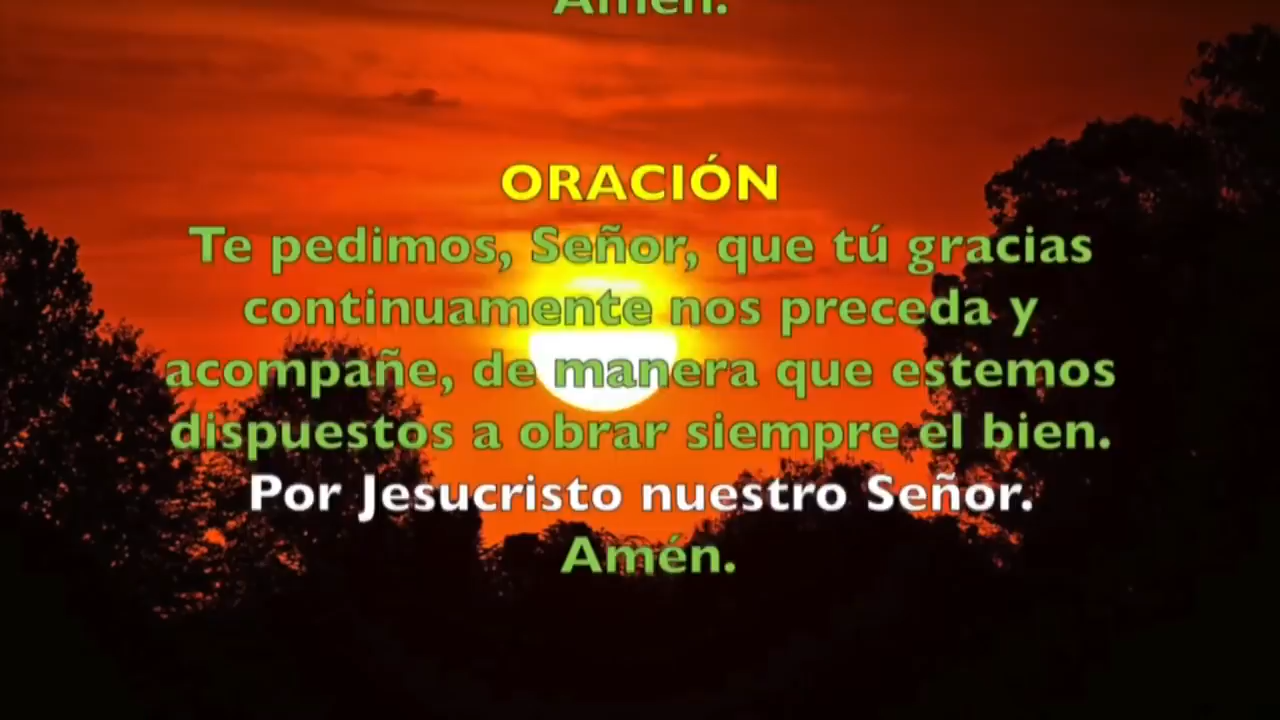 Amén.
ORACIÓN
Te pedimos, Señor, que tú gracias
continuamente nos preceda y
acompañe, de manera que estemos
dispuestos a obrar siempre el bien.
Por Jesucristo nuestro Señor.
Amén.